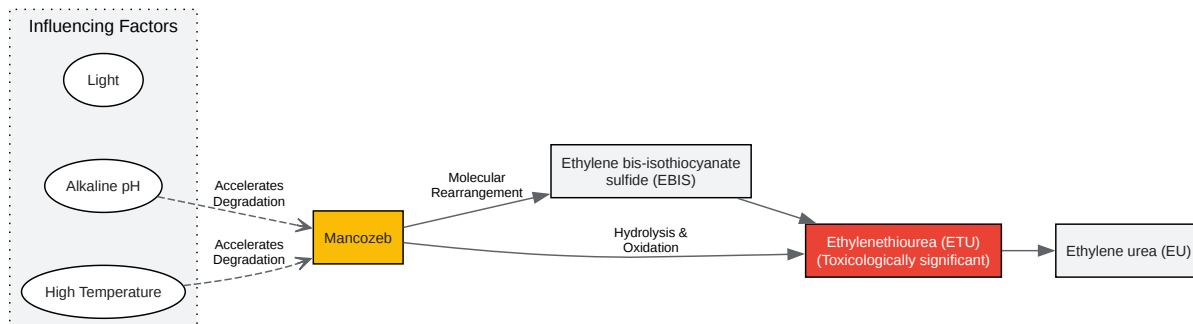 Influencing Factors
Light
Alkaline pH
High Temperature
Accelerates
Degradation
Accelerates
Degradation
Mancozeb
Molecular
Rearrangement
Ethylene bis-isothiocyanate
sulfide (EBIS)
Hydrolysis &
Oxidation
Ethylenethiourea (ETU)
(Toxicologically significant)
Ethylene urea (EU)